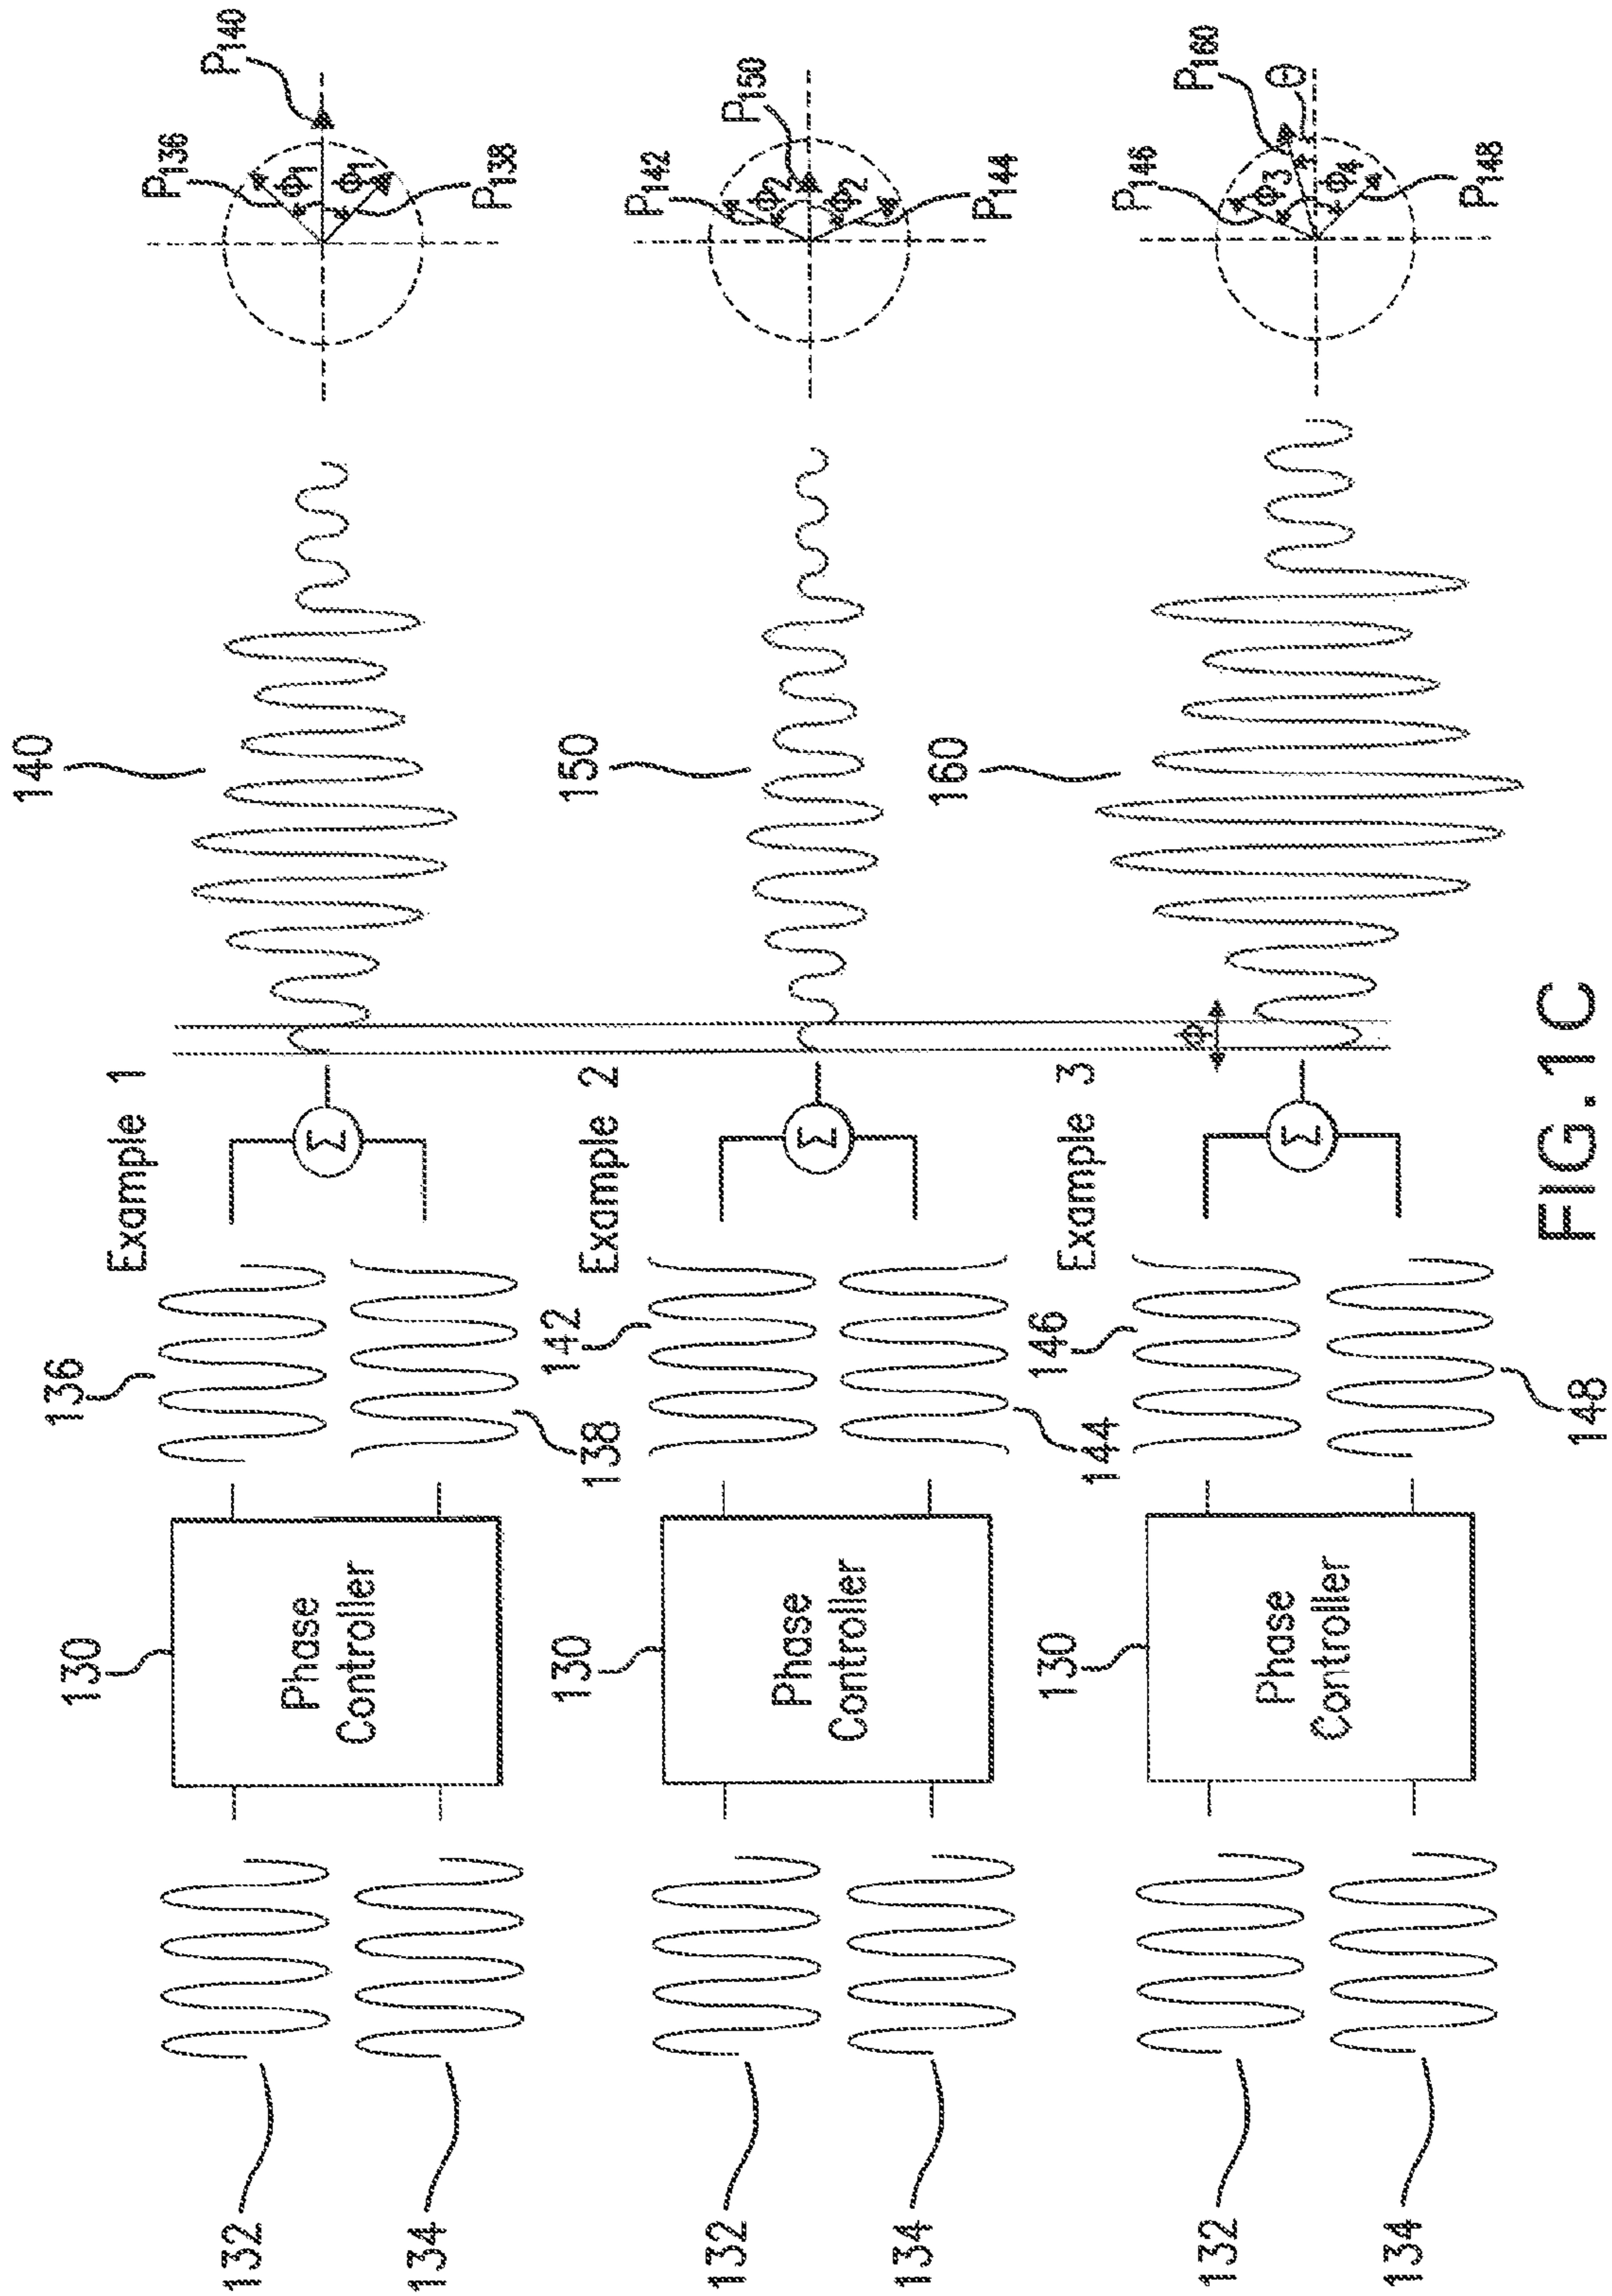 132
134
130
Phase
Controller
136
138
Example 1
Σ
140
P136
P138
P140
Φ1
Φ1
132
134
130
Phase
Controller
142
144
Example 2
Σ
150
P142
P144
P150
Φ2
Φ2
132
134
130
Phase
Controller
146
148
Example 3
Σ
Φ
160
P146
P148
P160
Φ3
Φ4
θ
FIG. 1C